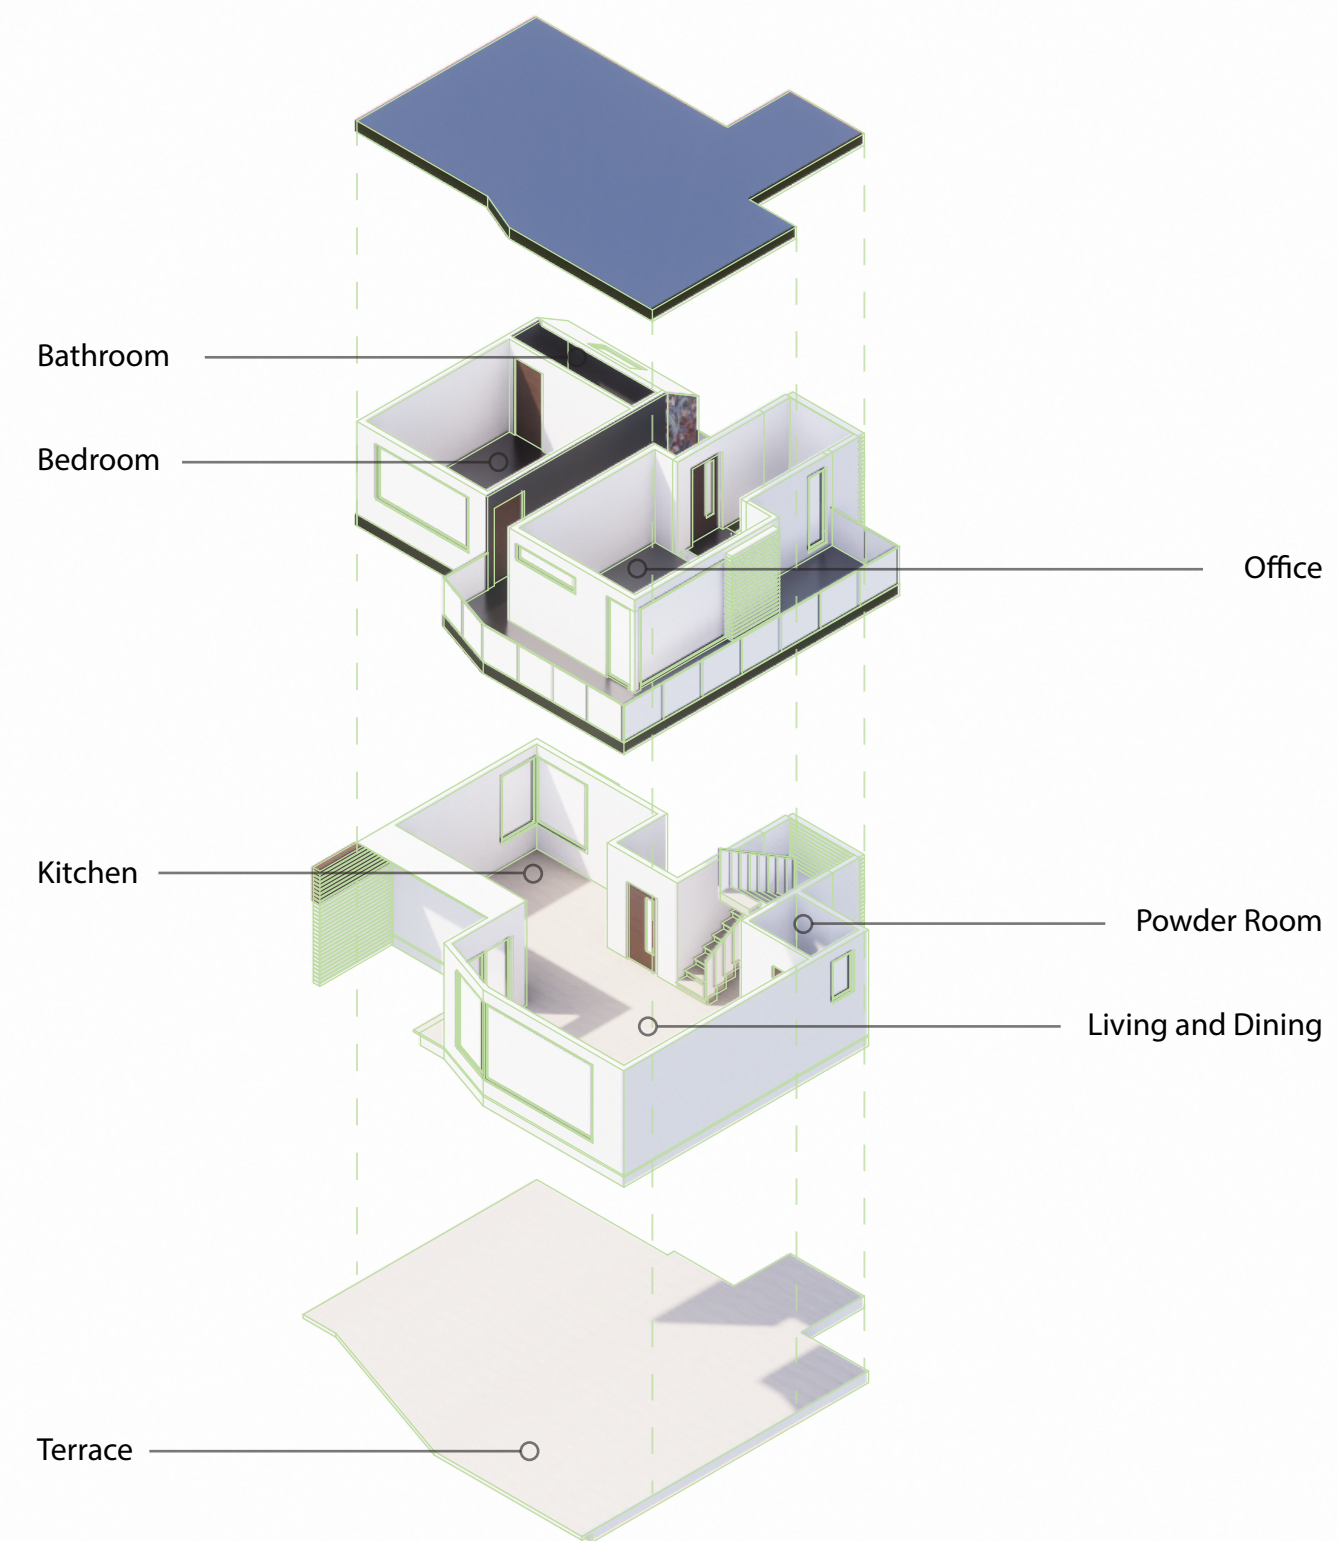 Bathroom
Bedroom
Office
Kitchen
Powder Room
Living and Dining
Terrace